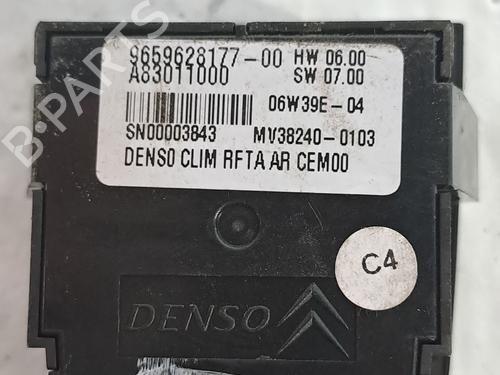 9659628177-00 HW 06.00
A83011000 SW 07.00
06W39E-04
SN00003843 MV38240-0103
DENSO CLIM RFTA AR CEM00
C4
DENSO
B-PARTS